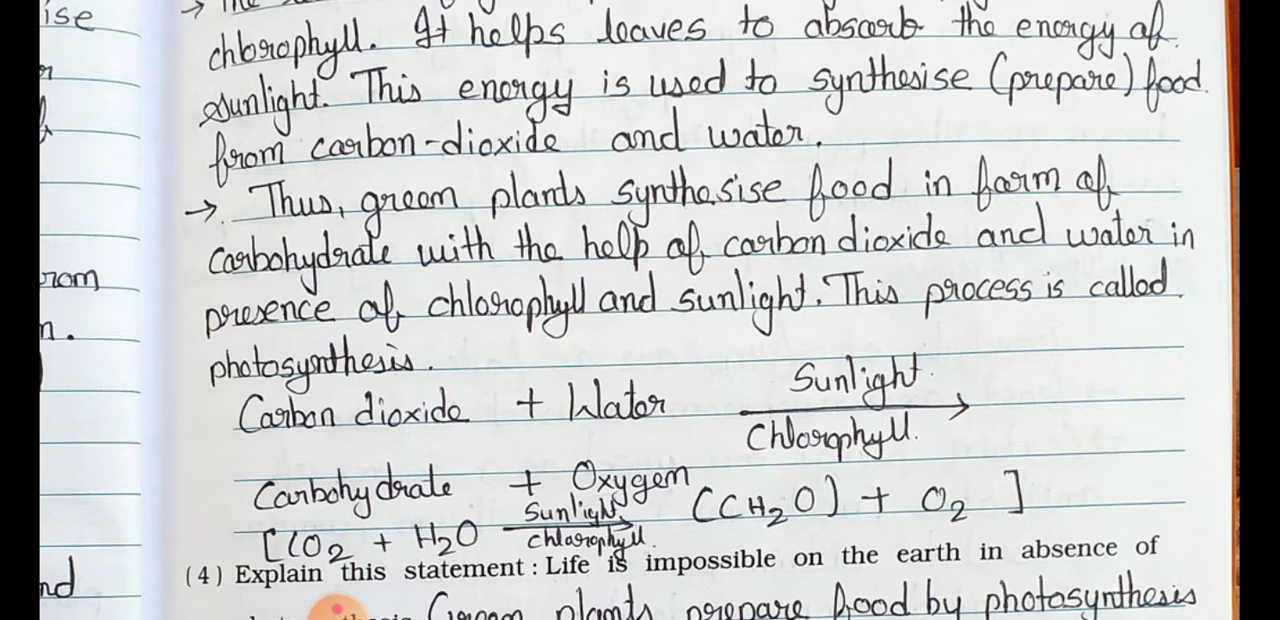 ise
→ The
chlorophyll. It helps leaves to absorb the energy of
sunlight. This energy is used to synthesise (prepare) food
from carbon-dioxide and water.
→ Thus, green plants synthesise food in farm of
carbohydrate with the help of carbon dioxide and water in
rom
presence of chlorophyll and sunlight. This process is called
n.
photosynthesis.
Carbon dioxide + Water Sunlight
Chlorophyll.
Carbohydrate + Oxygen
[CO2 + H2O Sunlight chlorophyll. (CH2O) + O2 ]
(4) Explain this statement : Life is impossible on the earth in absence of
nd
Green plants prepare food by photosynthesis